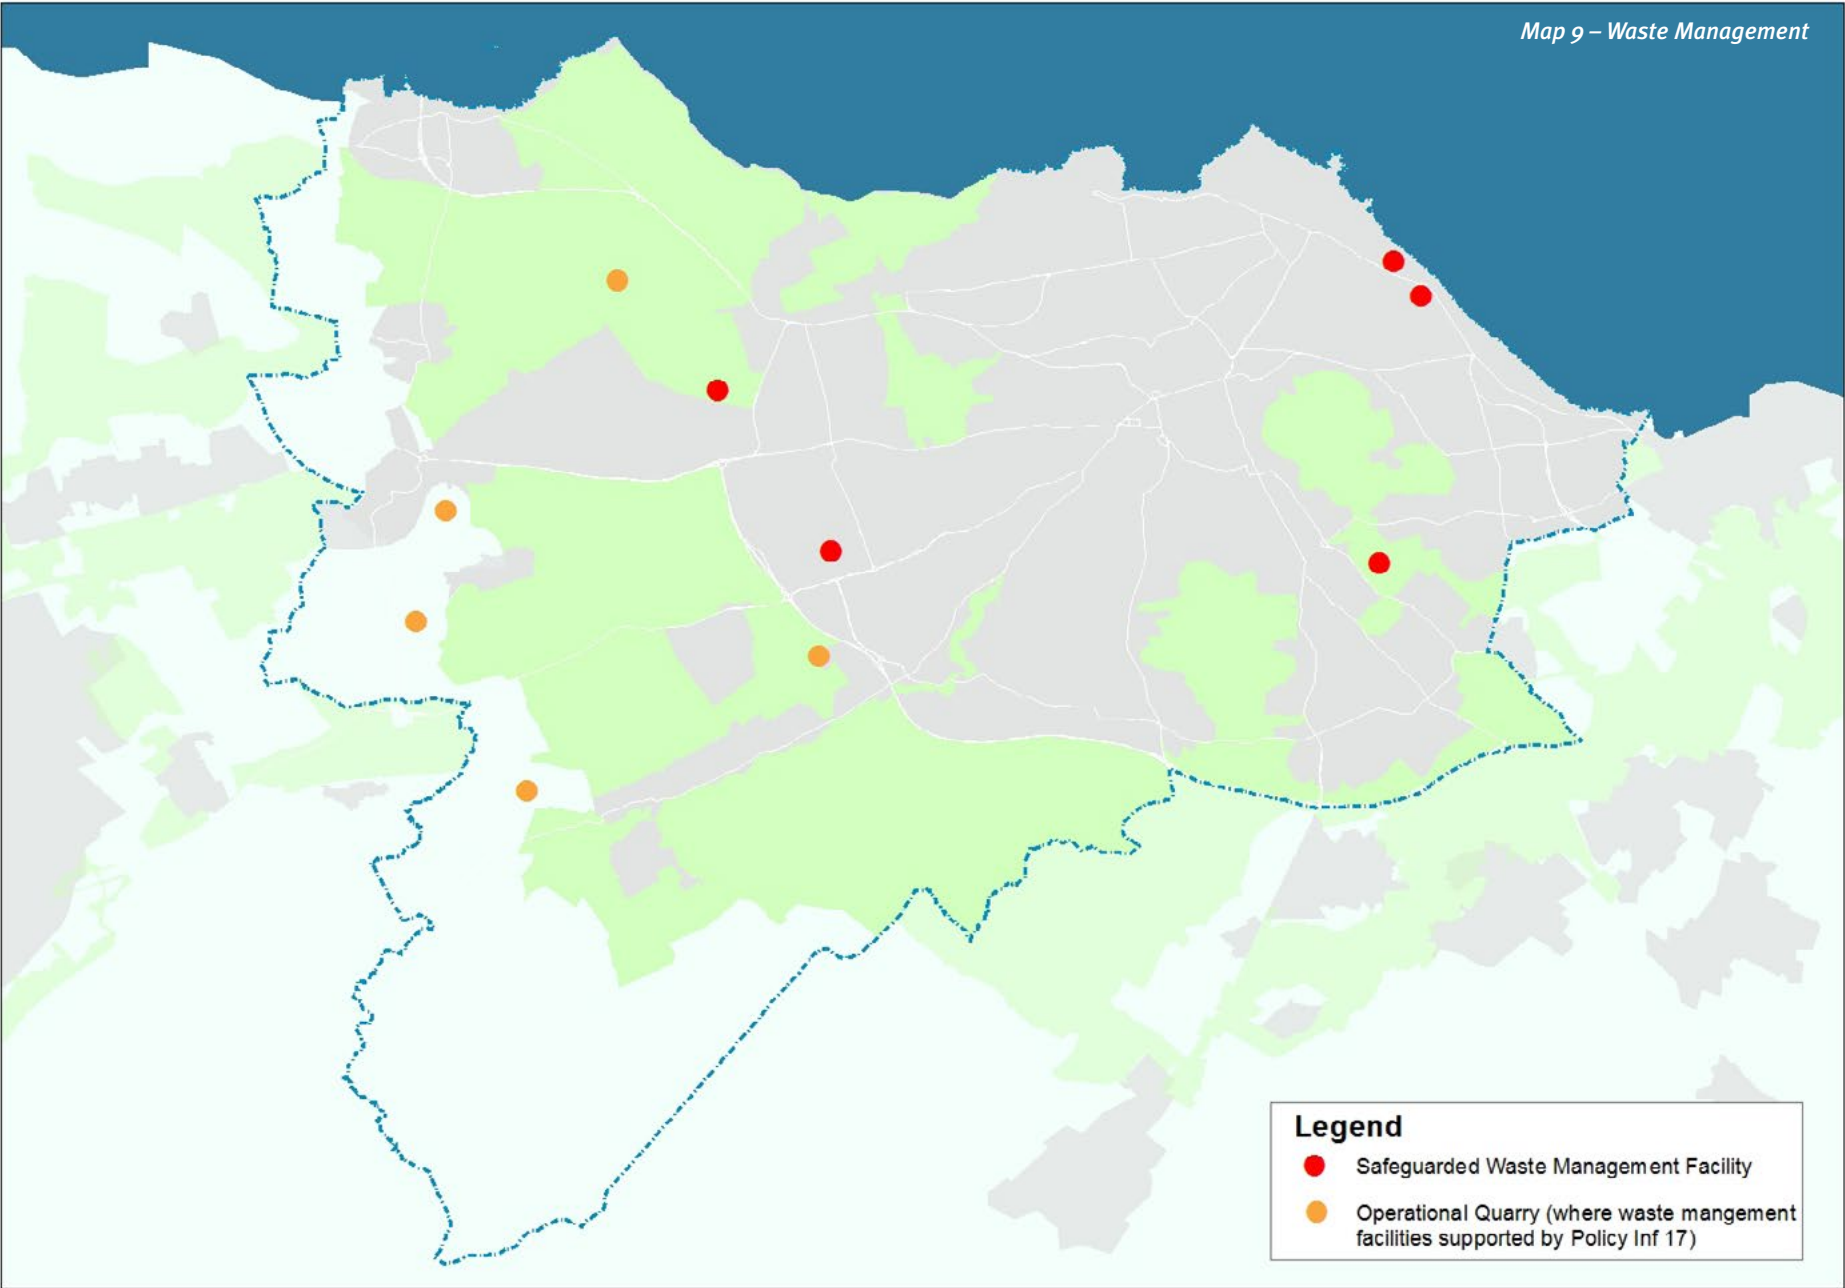 Map 9 – Waste Management
Legend
Safeguarded Waste Management Facility
Operational Quarry (where waste mangement
facilities supported by Policy Inf 17)